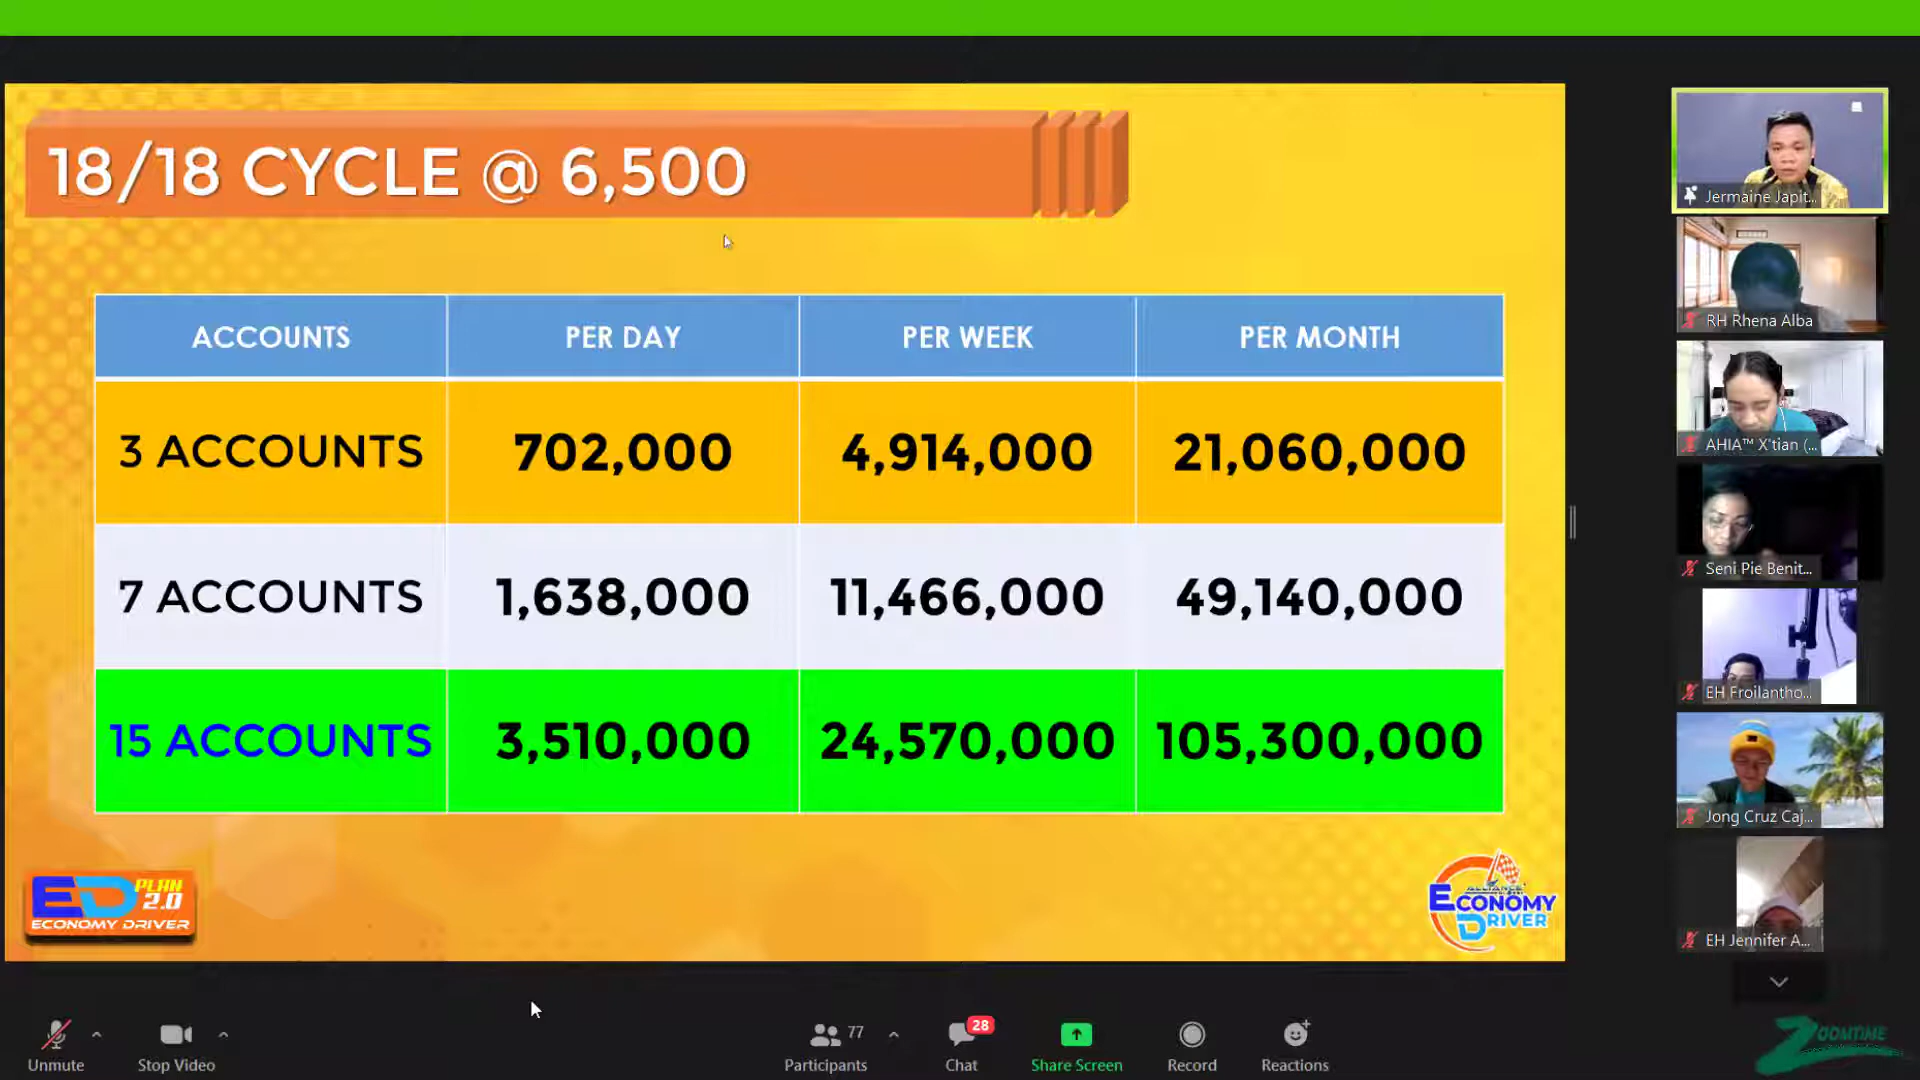 18/18 CYCLE @ 6,500
ACCOUNTS PER DAY PER WEEK PER MONTH
3 ACCOUNTS 702,000 4,914,000 21,060,000
7 ACCOUNTS 1,638,000 11,466,000 49,140,000
15 ACCOUNTS 3,510,000 24,570,000 105,300,000
ED PLAN 2.0
ECONOMY DRIVER
ALLIANCE
ECONOMY
DRIVER
Jermaine Japit...
RH Rhena Alba
AHIA™ X'tian (...
Seni Pie Benit...
EH Froilantho...
Jong Cruz Caj...
EH Jennifer A...
Unmute
Stop Video
77
Participants
28
Chat
Share Screen
Record
Reactions
ZOOMTIME